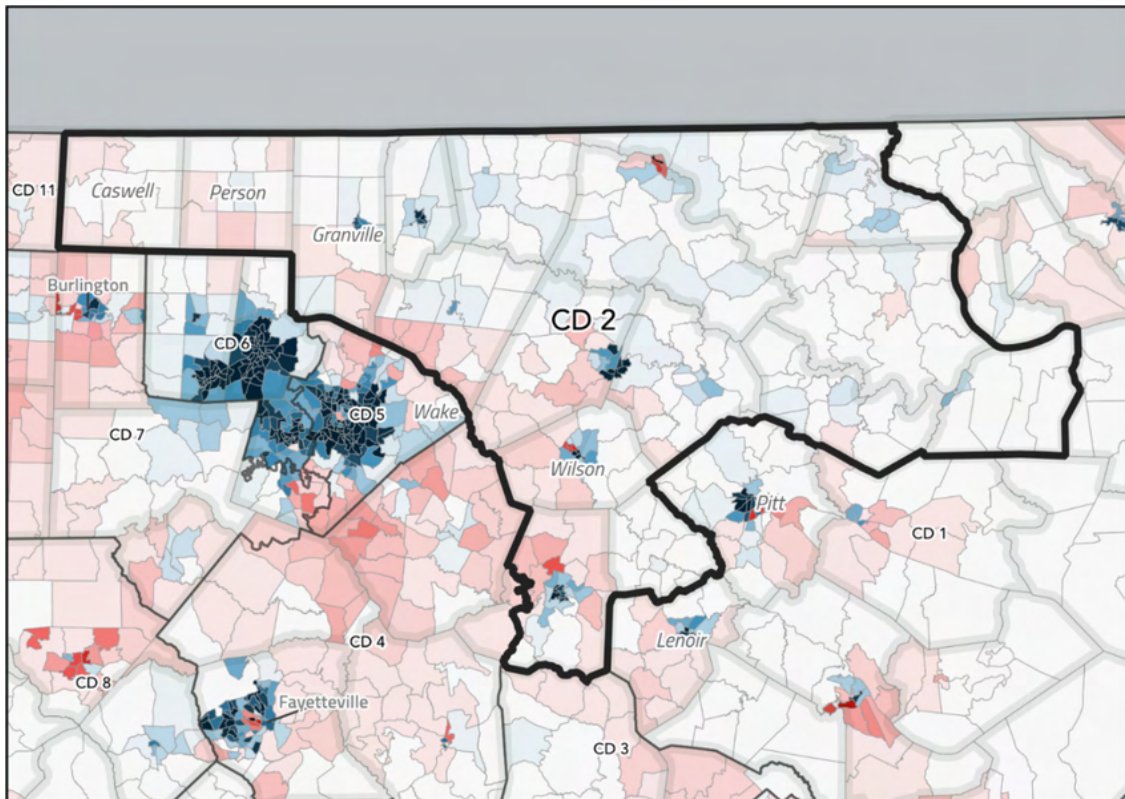 CD 11
Caswell
Person
Granville
Burlington
CD 2
CD 6
CD 5
Wake
CD 7
Wilson
Pitt
CD 1
CD 4
Lenoir
CD 8
Fayetteville
CD 3